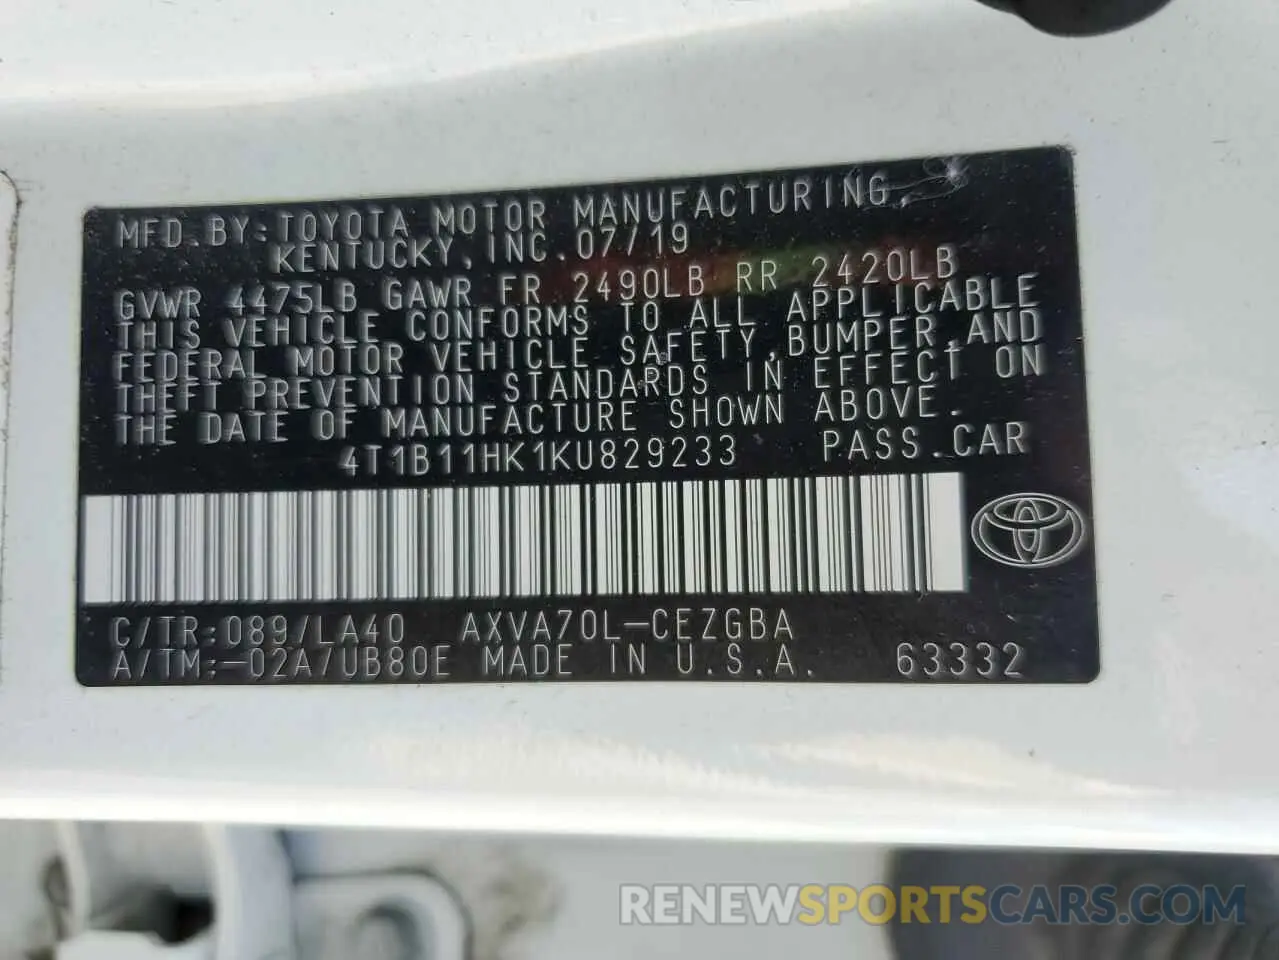 MFD.BY:TOYOTA MOTOR MANUFACTURING,
KENTUCKY,INC.07/19
GVWR 4475LB GAWR FR 2490LB RR 2420LB
THIS VEHICLE CONFORMS TO ALL APPLICABLE
FEDERAL MOTOR VEHICLE SAFETY,BUMPER,AND
THEFT PREVENTION STANDARDS IN EFFECT ON
THE DATE OF MANUFACTURE SHOWN ABOVE.
4T1B11HK1KU829233 PASS.CAR
C/TR:089/LA40 AXVA70L-CEZGBA
A/TM:-02A/UB80E MADE IN U.S.A. 63332
RENEWSPORTSCARS.COM